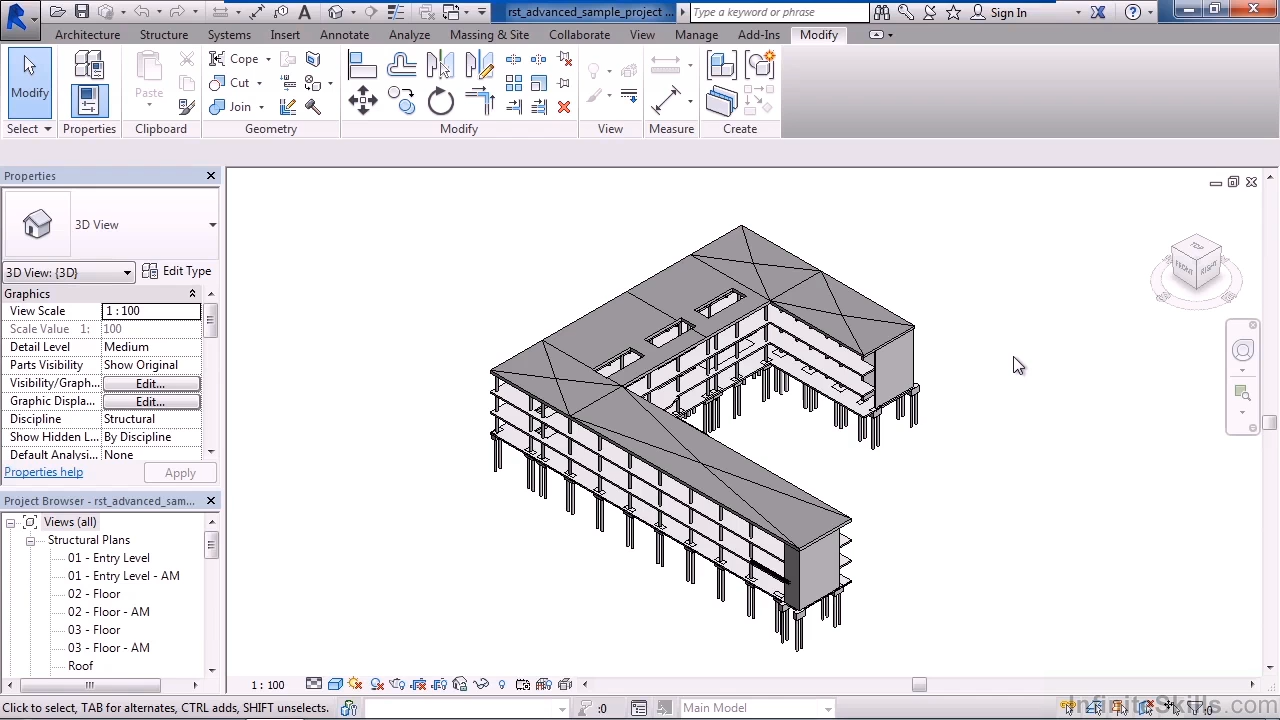 rst_advanced_sample_project ...
Type a keyword or phrase
Sign In
Architecture
Structure
Systems
Insert
Annotate
Analyze
Massing & Site
Collaborate
View
Manage
Add-Ins
Modify
Modify
Paste
Cope
Cut
Join
Select
Properties
Clipboard
Geometry
Modify
View
Measure
Create
Properties
3D View
3D View: {3D}
Edit Type
Graphics
View Scale 1 : 100
Scale Value 1: 100
Detail Level Medium
Parts Visibility Show Original
Visibility/Graph... Edit...
Graphic Displa... Edit...
Discipline Structural
Show Hidden L... By Discipline
Default Analysi... None
Properties help
Apply
Project Browser - rst_advanced_sam...
Views (all)
Structural Plans
01 - Entry Level
01 - Entry Level - AM
02 - Floor
02 - Floor - AM
03 - Floor
03 - Floor - AM
Roof
TOP
FRONT
RIGHT
1 : 100
Click to select, TAB for alternates, CTRL adds, SHIFT unselects.
:0
Main Model
InfiniteSkills.com
:0